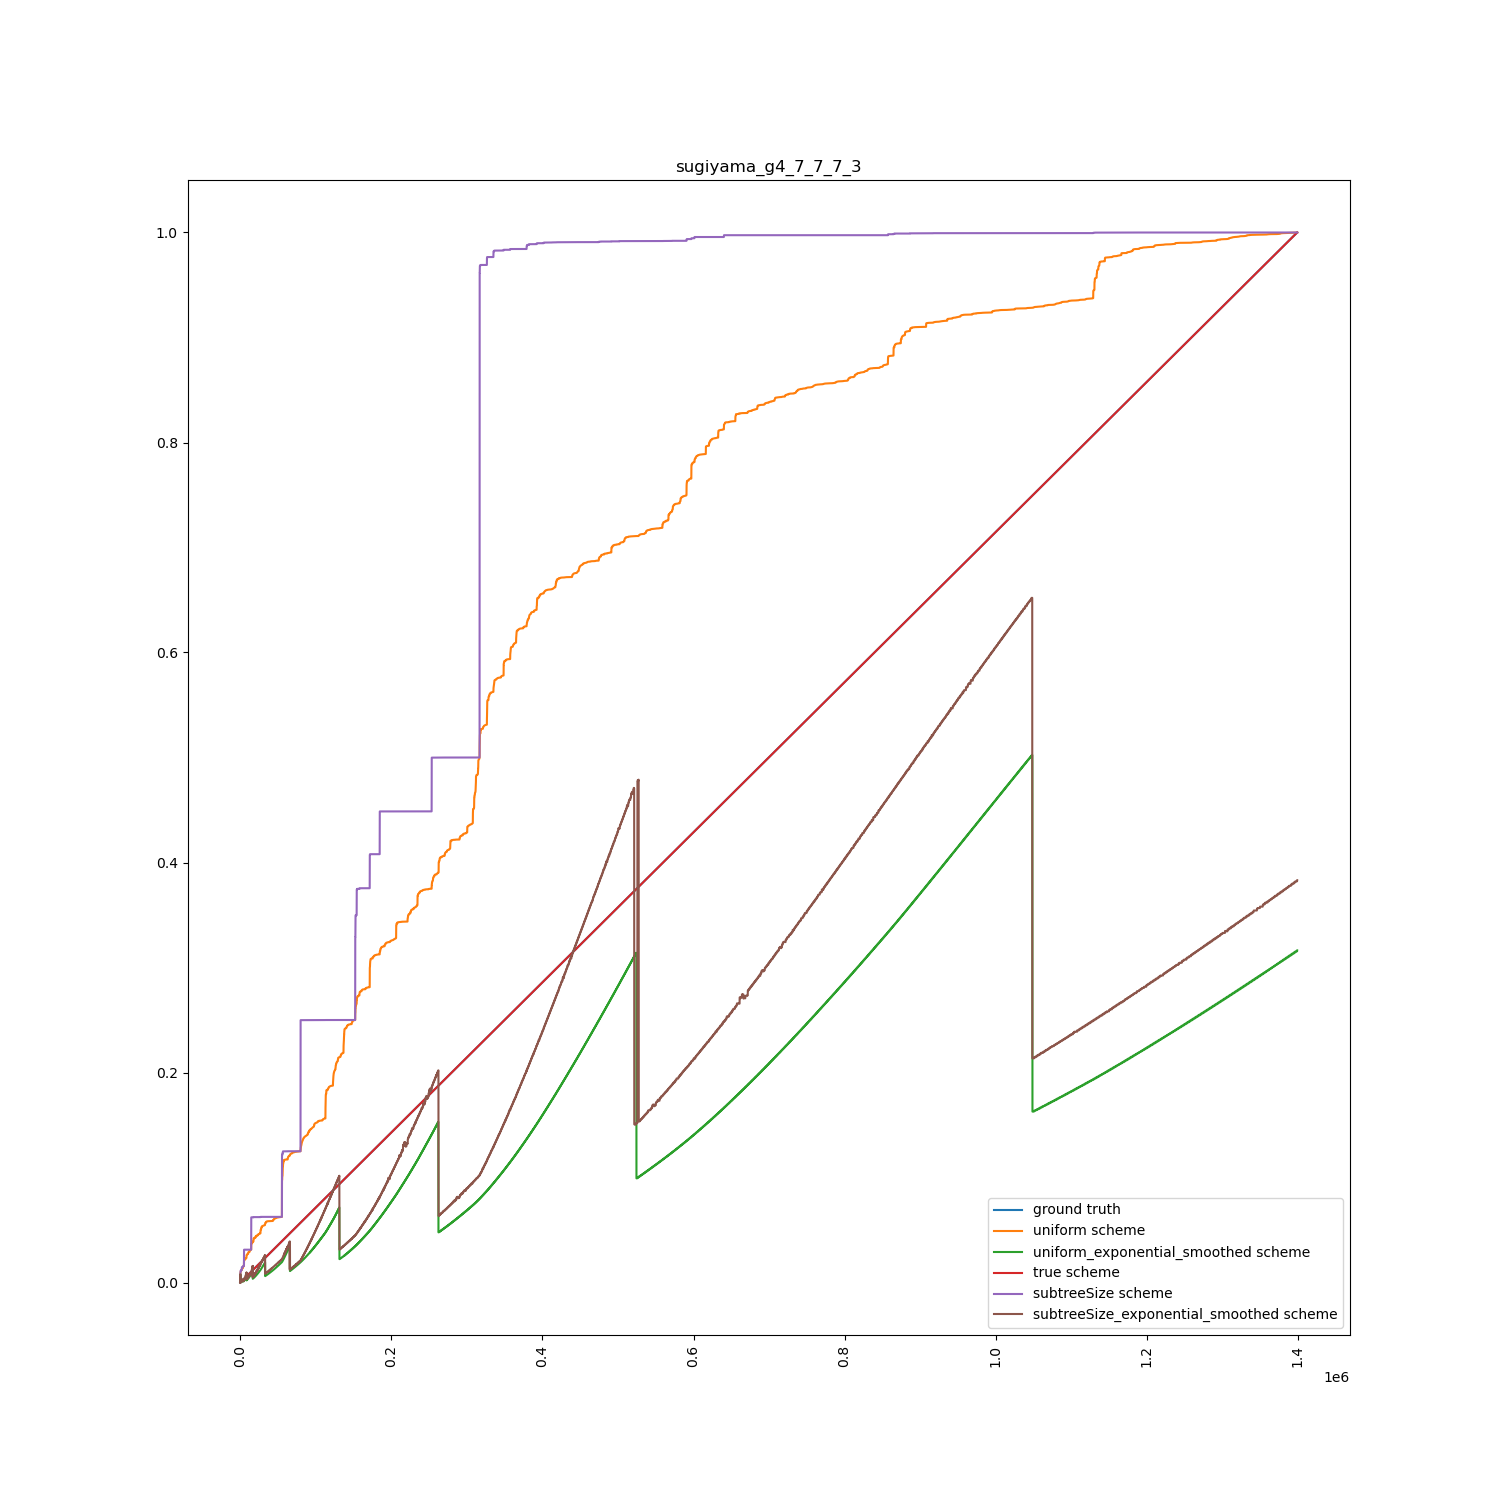 sugiyama_g4_7_7_7_3
1.0
0.8
0.6
0.4
0.2
0.0
ground truth
uniform scheme
uniform_exponential_smoothed scheme
true scheme
subtreeSize scheme
subtreeSize_exponential_smoothed scheme
0.0
0.2
0.4
0.6
0.8
1.0
1.2
1.4
1e6